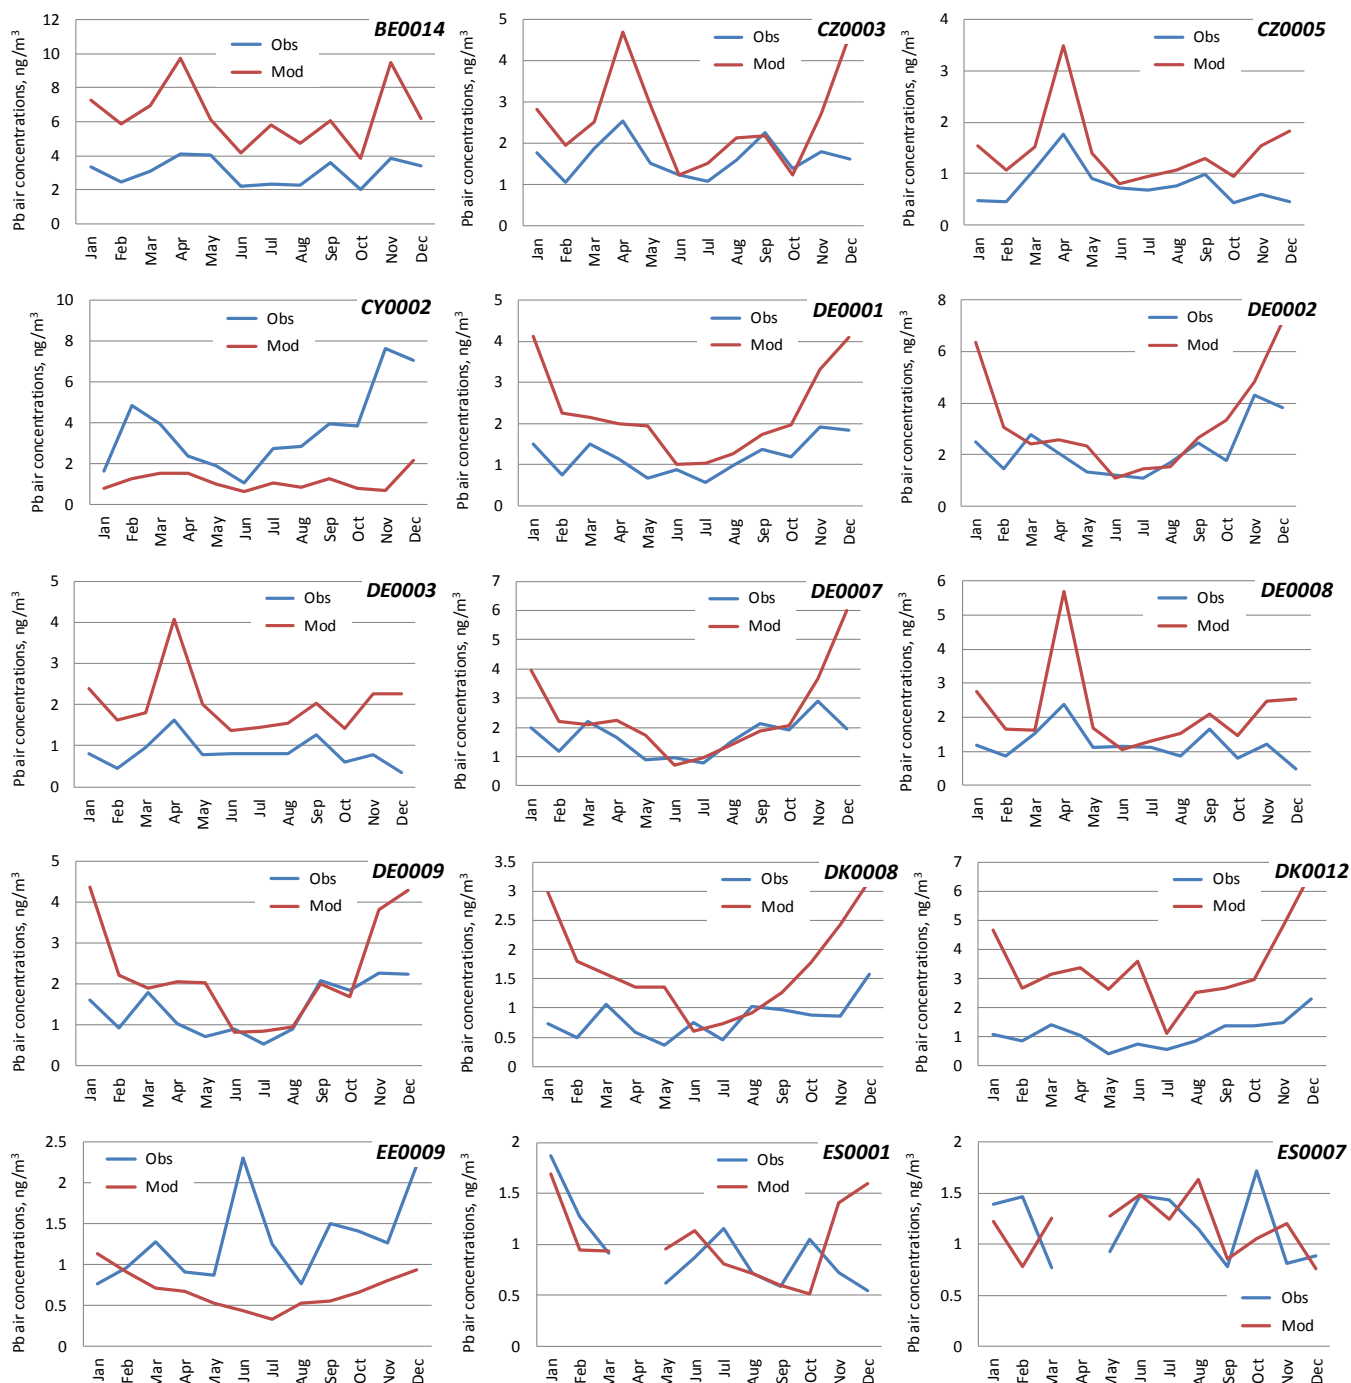 BE0014
Pb air concentrations, ng/m³
12
10
8
6
4
2
0
Obs
Mod
Jan Feb Mar Apr May Jun Jul Aug Sep Oct Nov Dec
CZ0003
Pb air concentrations, ng/m³
5
4
3
2
1
0
Obs
Mod
Jan Feb Mar Apr May Jun Jul Aug Sep Oct Nov Dec
CZ0005
Pb air concentrations, ng/m³
4
3
2
1
0
Obs
Mod
Jan Feb Mar Apr May Jun Jul Aug Sep Oct Nov Dec
CY0002
Pb air concentrations, ng/m³
10
8
6
4
2
0
Obs
Mod
Jan Feb Mar Apr May Jun Jul Aug Sep Oct Nov Dec
DE0001
Pb air concentrations, ng/m³
5
4
3
2
1
0
Obs
Mod
Jan Feb Mar Apr May Jun Jul Aug Sep Oct Nov Dec
DE0002
Pb air concentrations, ng/m³
8
6
4
2
0
Obs
Mod
Jan Feb Mar Apr May Jun Jul Aug Sep Oct Nov Dec
DE0003
Pb air concentrations, ng/m³
5
4
3
2
1
0
Obs
Mod
Jan Feb Mar Apr May Jun Jul Aug Sep Oct Nov Dec
DE0007
Pb air concentrations, ng/m³
7
6
5
4
3
2
1
0
Obs
Mod
Jan Feb Mar Apr May Jun Jul Aug Sep Oct Nov Dec
DE0008
Pb air concentrations, ng/m³
6
5
4
3
2
1
0
Obs
Mod
Jan Feb Mar Apr May Jun Jul Aug Sep Oct Nov Dec
DE0009
Pb air concentrations, ng/m³
5
4
3
2
1
0
Obs
Mod
Jan Feb Mar Apr May Jun Jul Aug Sep Oct Nov Dec
DK0008
Pb air concentrations, ng/m³
3.5
3
2.5
2
1.5
1
0.5
0
Obs
Mod
Jan Feb Mar Apr May Jun Jul Aug Sep Oct Nov Dec
DK0012
Pb air concentrations, ng/m³
7
6
5
4
3
2
1
0
Obs
Mod
Jan Feb Mar Apr May Jun Jul Aug Sep Oct Nov Dec
EE0009
Pb air concentrations, ng/m³
2.5
2
1.5
1
0.5
0
Obs
Mod
Jan Feb Mar Apr May Jun Jul Aug Sep Oct Nov Dec
ES0001
Pb air concentrations, ng/m³
2
1.5
1
0.5
0
Obs
Mod
Jan Feb Mar Apr May Jun Jul Aug Sep Oct Nov Dec
ES0007
Pb air concentrations, ng/m³
2
1.5
1
0.5
0
Obs
Mod
Jan Feb Mar Apr May Jun Jul Aug Sep Oct Nov Dec